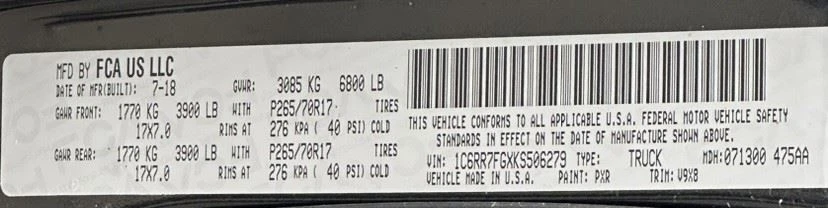 MFD BY FCA US LLC
DATE OF MFR(BUILT): 7-18 GVWR: 3085 KG 6800 LB
GAWR FRONT: 1770 KG 3900 LB WITH P265/70R17 TIRES
17X7.0 RIMS AT 276 KPA ( 40 PSI) COLD
GAWR REAR: 1770 KG 3900 LB WITH P265/70R17 TIRES
17X7.0 RIMS AT 276 KPA ( 40 PSI) COLD
THIS VEHICLE CONFORMS TO ALL APPLICABLE U.S.A. FEDERAL MOTOR VEHICLE SAFETY
STANDARDS IN EFFECT ON THE DATE OF MANUFACTURE SHOWN ABOVE.
VIN: 1C6RR7FGXKS506279 TYPE: TRUCK MDH:071300 475AA
VEHICLE MADE IN U.S.A. PAINT: PXR TRIM: V9X8